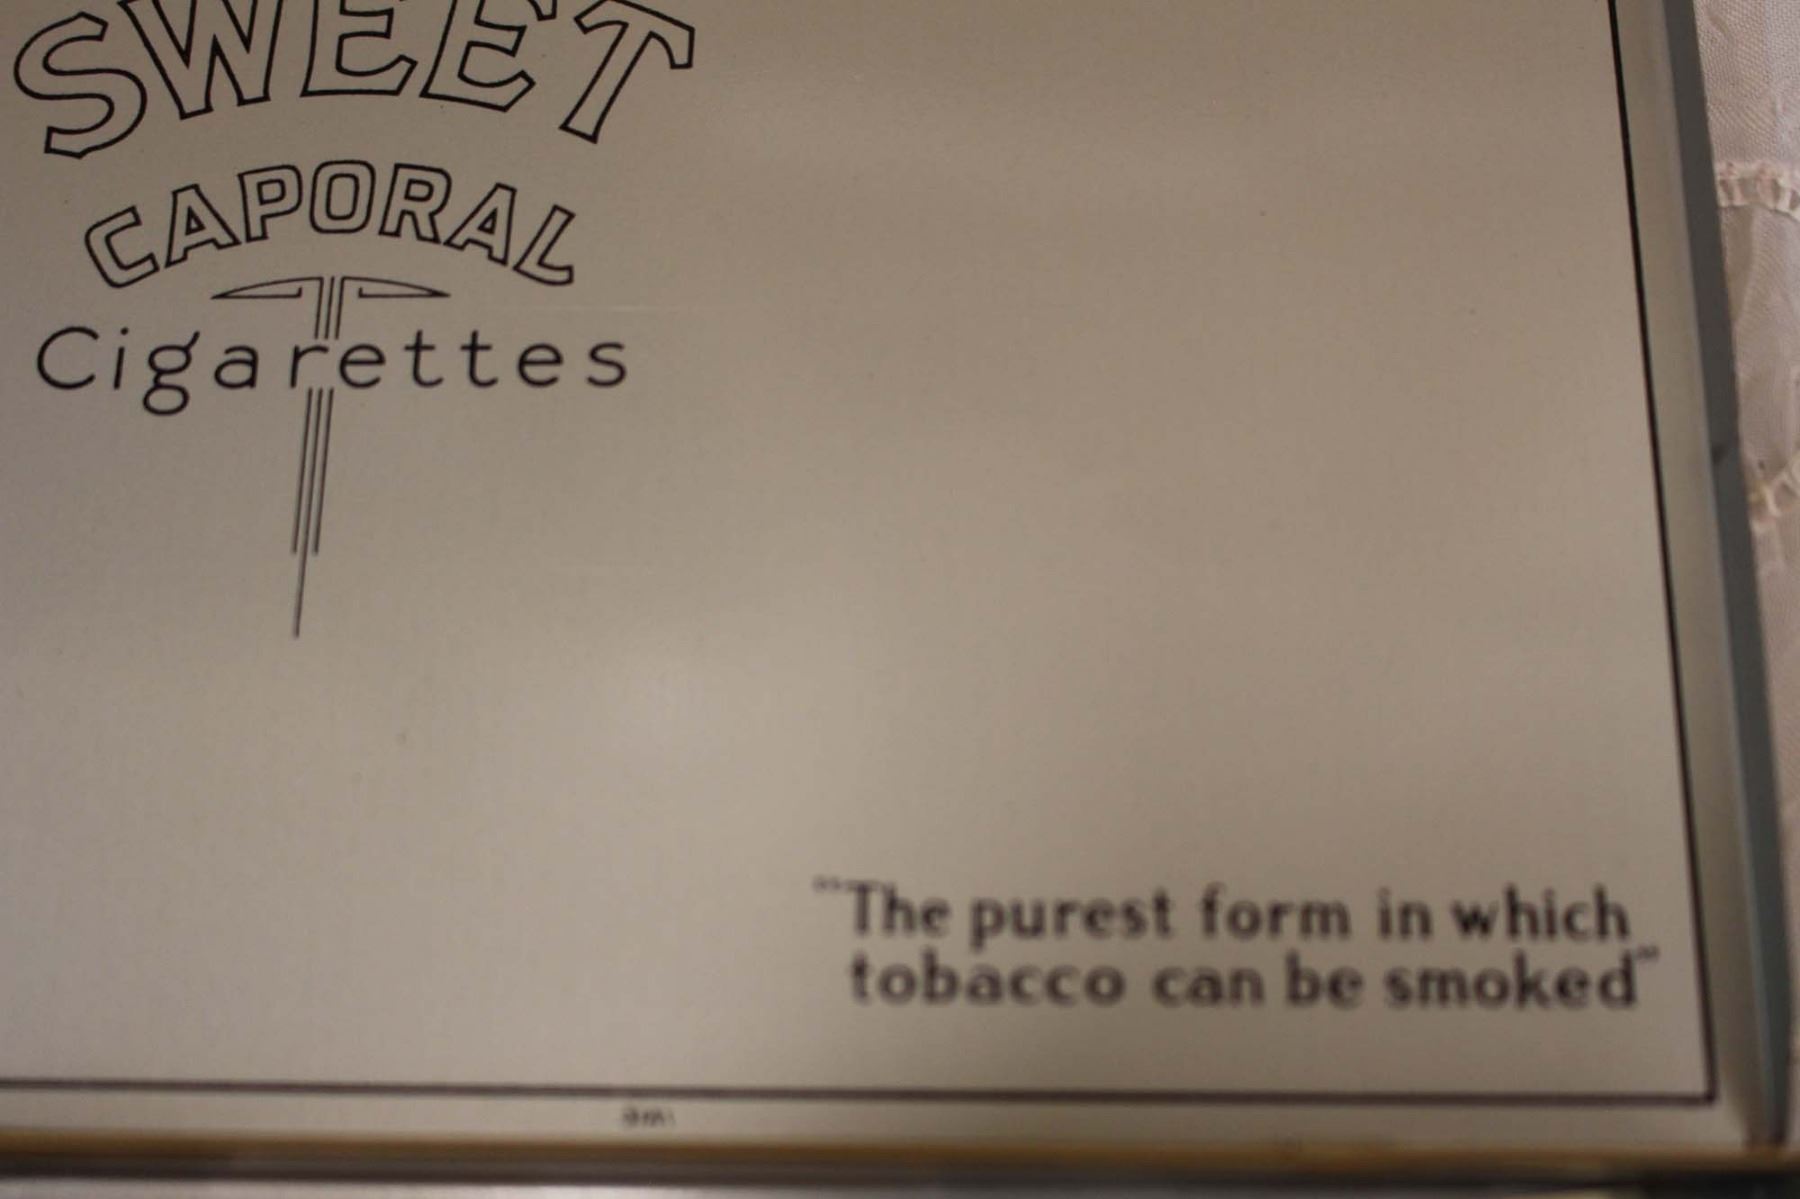 SWEET
CAPORAL
Cigarettes
"The purest form in which
tobacco can be smoked"